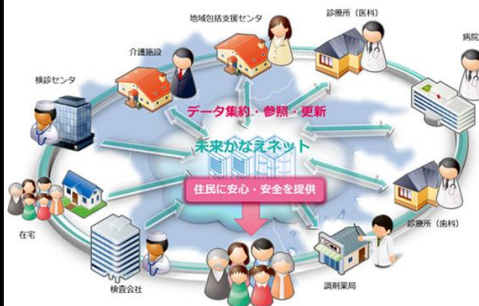 地域包括支援センタ
診療所（医科）
病院
介護施設
検診センタ
データ集約・参照・更新
未来かなえネット
住民に安心・安全を提供
在宅
診療所（歯科）
検査会社
調剤薬局